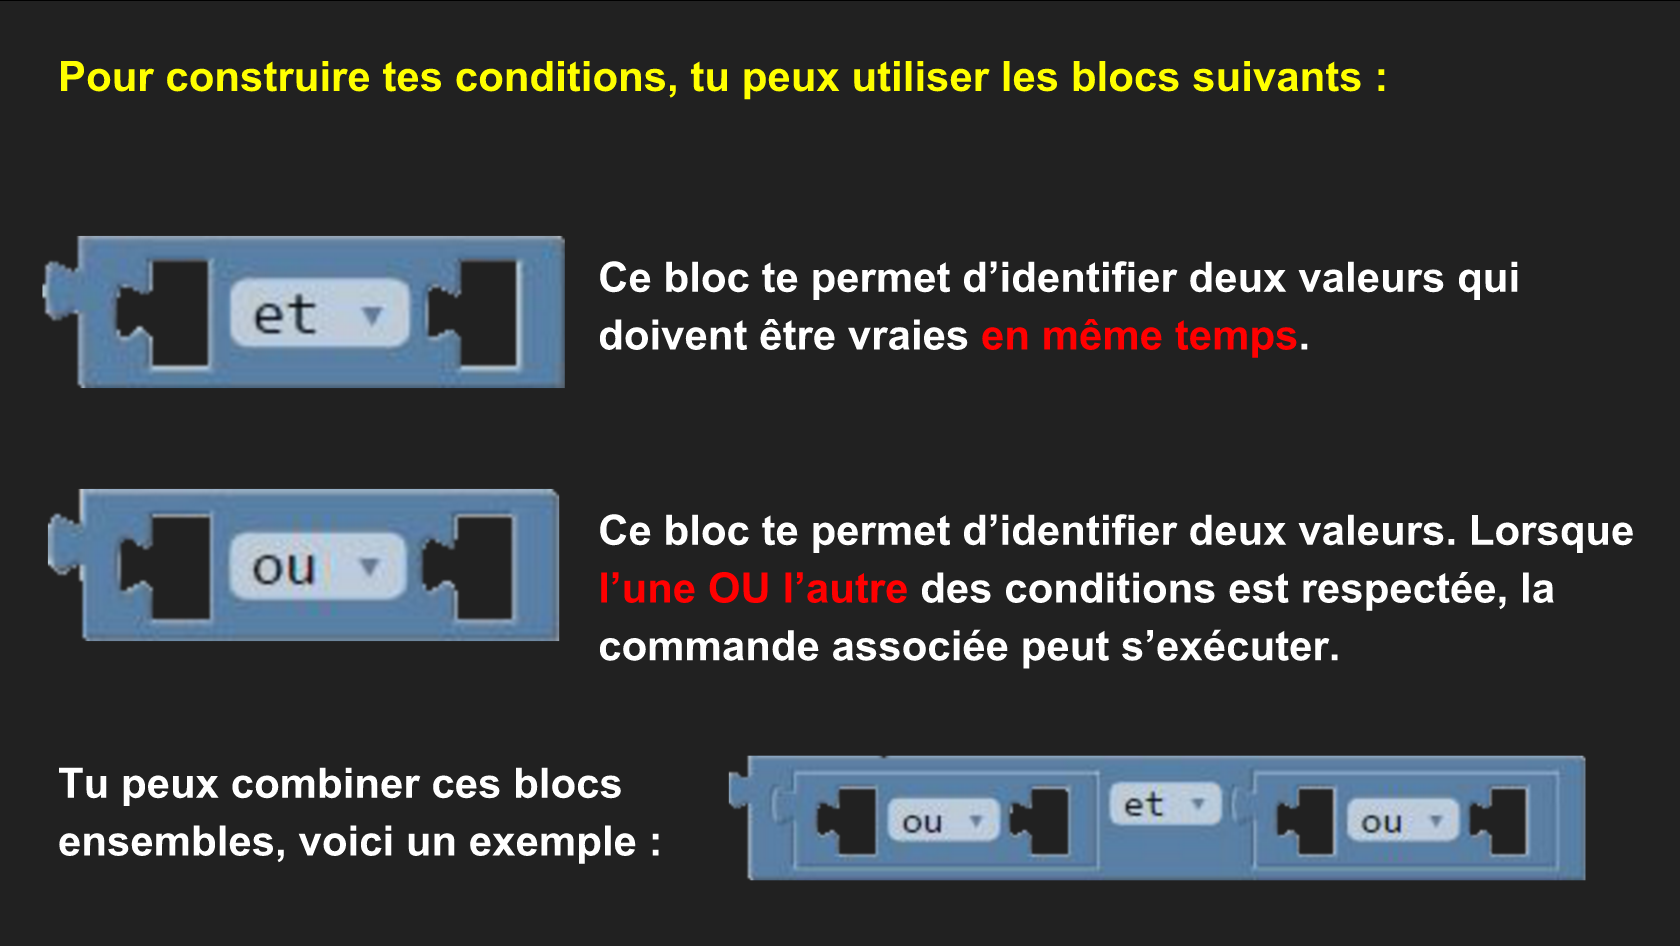 Pour construire tes conditions, tu peux utiliser les blocs suivants :
et
Ce bloc te permet d’identifier deux valeurs qui
doivent être vraies en même temps.
ou
Ce bloc te permet d’identifier deux valeurs. Lorsque
l’une OU l’autre des conditions est respectée, la
commande associée peut s’exécuter.
Tu peux combiner ces blocs
ensembles, voici un exemple :
ou et ou